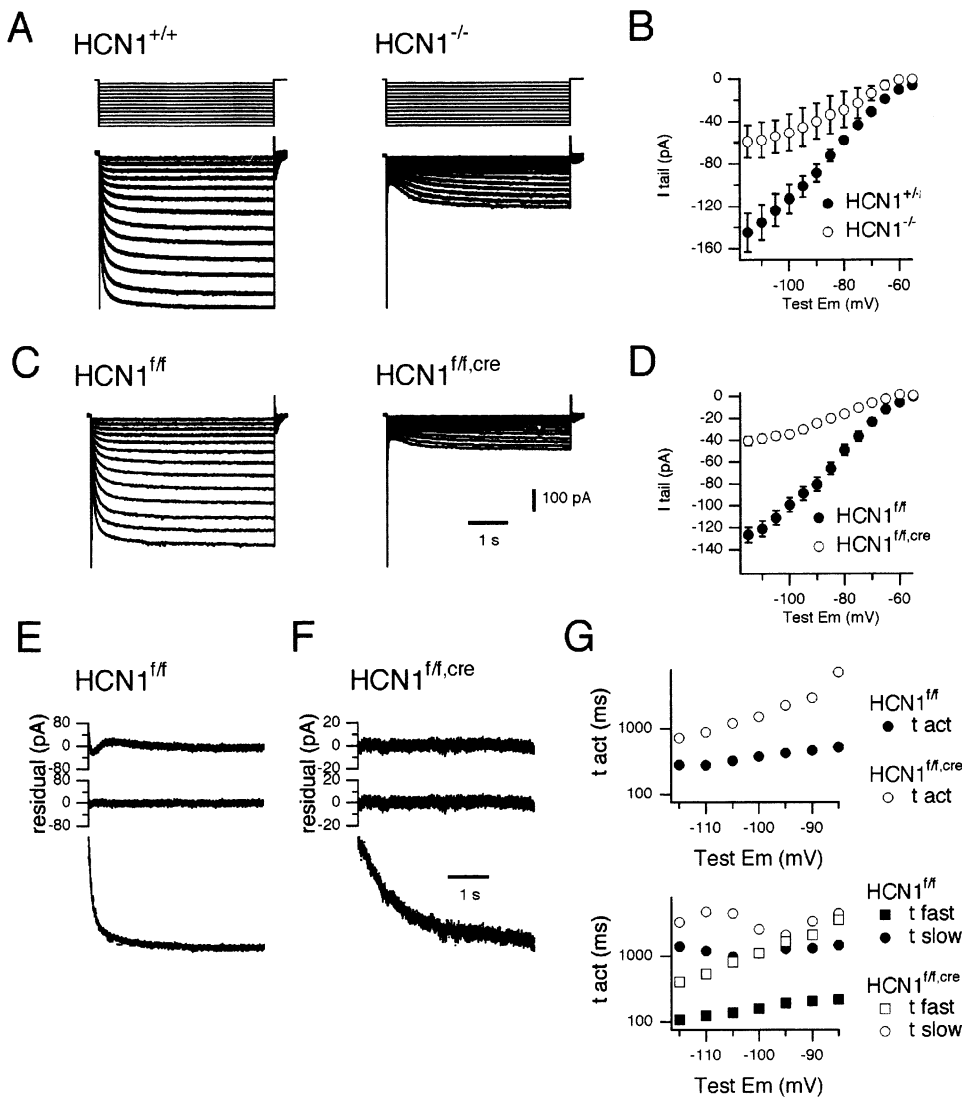 A
HCN1+/+
HCN1-/-
B
0
-40
-80
-120
-160
I tail (pA)
HCN1+/+
HCN1-/-
-100
-80
-60
Test Em (mV)
C
HCN1f/f
HCN1f/f,cre
100 pA
1 s
D
0
-20
-40
-60
-80
-100
-120
-140
I tail (pA)
HCN1f/f
HCN1f/f,cre
-100
-80
-60
Test Em (mV)
E
HCN1f/f
residual (pA)
80
0
-80
80
0
-80
F
HCN1f/f,cre
20
0
-20
20
0
-20
1 s
G
t act (ms)
1000
100
-110
-100
-90
Test Em (mV)
HCN1f/f
t act
HCN1f/f,cre
t act
t act (ms)
1000
100
-110
-100
-90
Test Em (mV)
HCN1f/f
t fast
t slow
HCN1f/f,cre
t fast
t slow